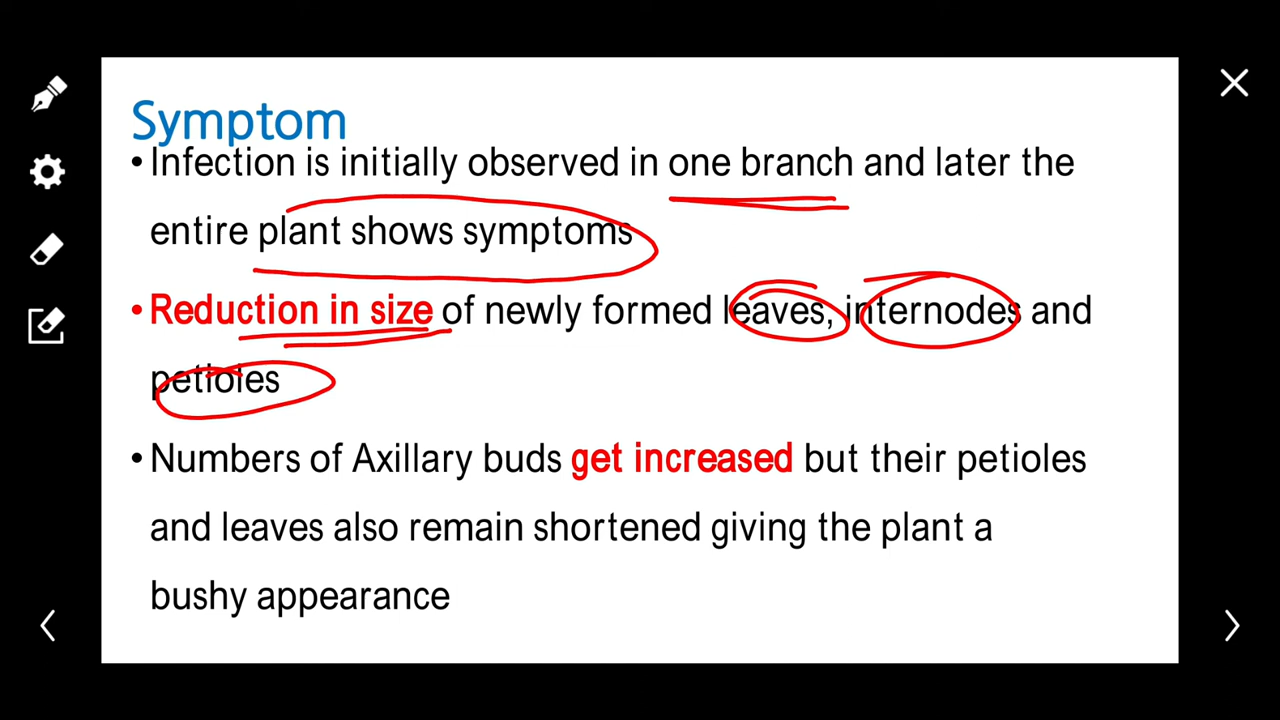 Symptom
• Infection is initially observed in one branch and later the
entire plant shows symptoms
• Reduction in size of newly formed leaves, internodes and
petioles
• Numbers of Axillary buds get increased but their petioles
and leaves also remain shortened giving the plant a
bushy appearance